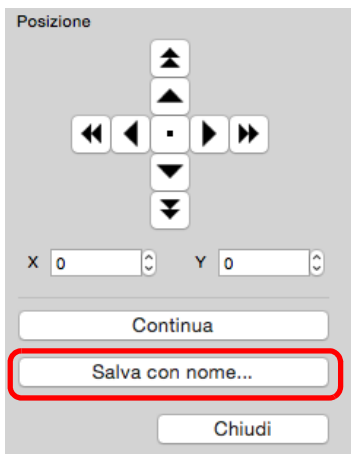 Posizione
X 0 Y 0
Continua
Salva con nome...
Chiudi